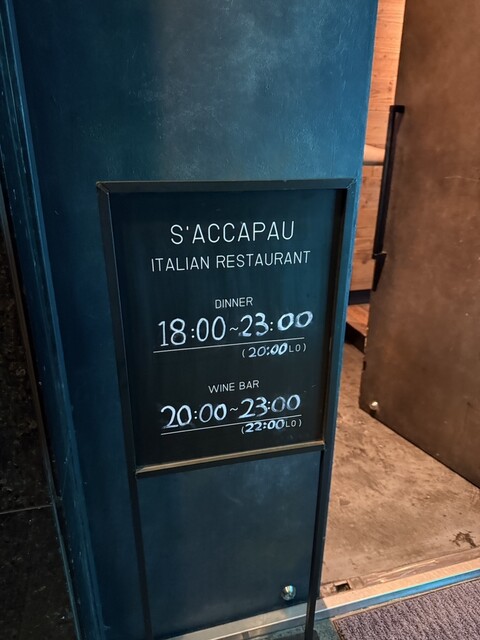 S'ACCAPAU
ITALIAN RESTAURANT
DINNER
18:00~23:00
(20:00LO)
WINE BAR
20:00~23:00
(22:00LO)